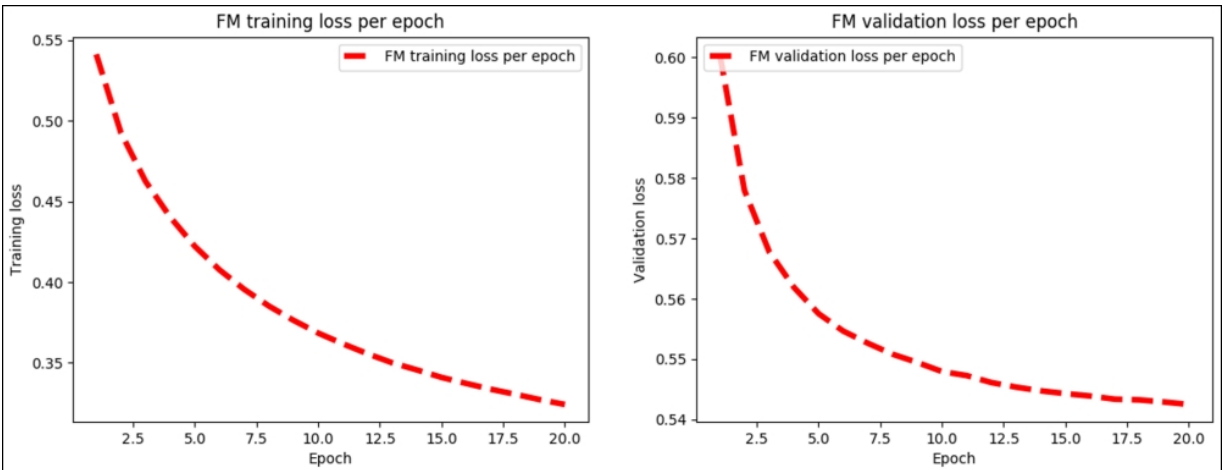 FM training loss per epoch
FM training loss per epoch
0.55
0.50
0.45
0.40
0.35
Training loss
2.5 5.0 7.5 10.0 12.5 15.0 17.5 20.0
Epoch
FM validation loss per epoch
FM validation loss per epoch
0.60
0.59
0.58
0.57
0.56
0.55
0.54
Validation loss
2.5 5.0 7.5 10.0 12.5 15.0 17.5 20.0
Epoch